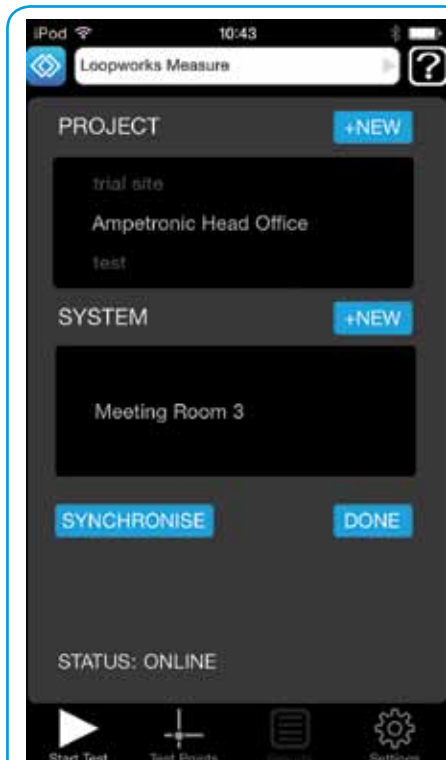 iPod 10:43
Loopworks Measure ?
PROJECT +NEW
trial site
Ampetronic Head Office
test
SYSTEM +NEW
Meeting Room 3
SYNCHRONISE DONE
STATUS: ONLINE
Start Test Test Points Settings